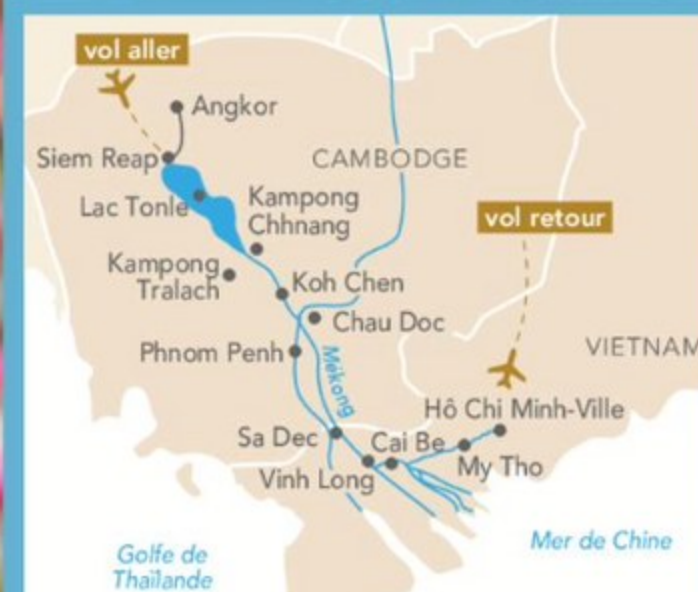 vol aller
Angkor
Siem Reap
CAMBODGE
Lac Tonle
Kampong
Chhnang
vol retour
Kampong
Tralach
Koh Chen
Chau Doc
Phnom Penh
VIETNAM
Mékong
Hô Chi Minh-Ville
Sa Dec
Cai Be
My Tho
Vinh Long
Mer de Chine
Golfe de
Thaïlande